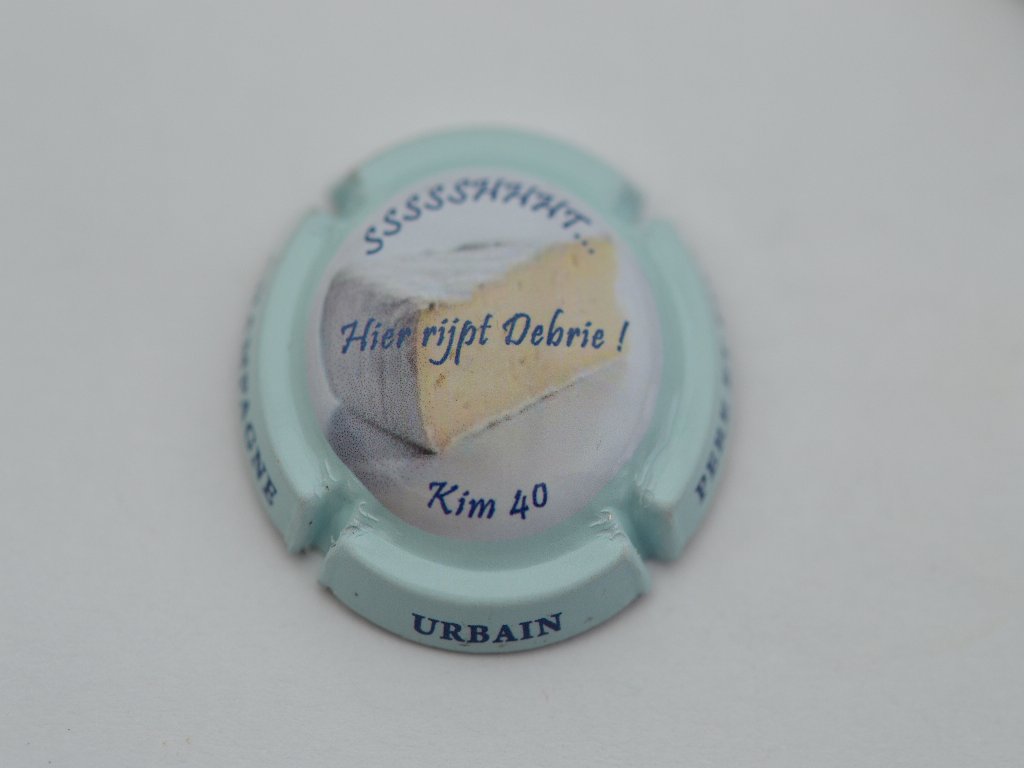 SSSSSHHHT...
Hier rijpt Debrie !
Kim 40
URBAIN